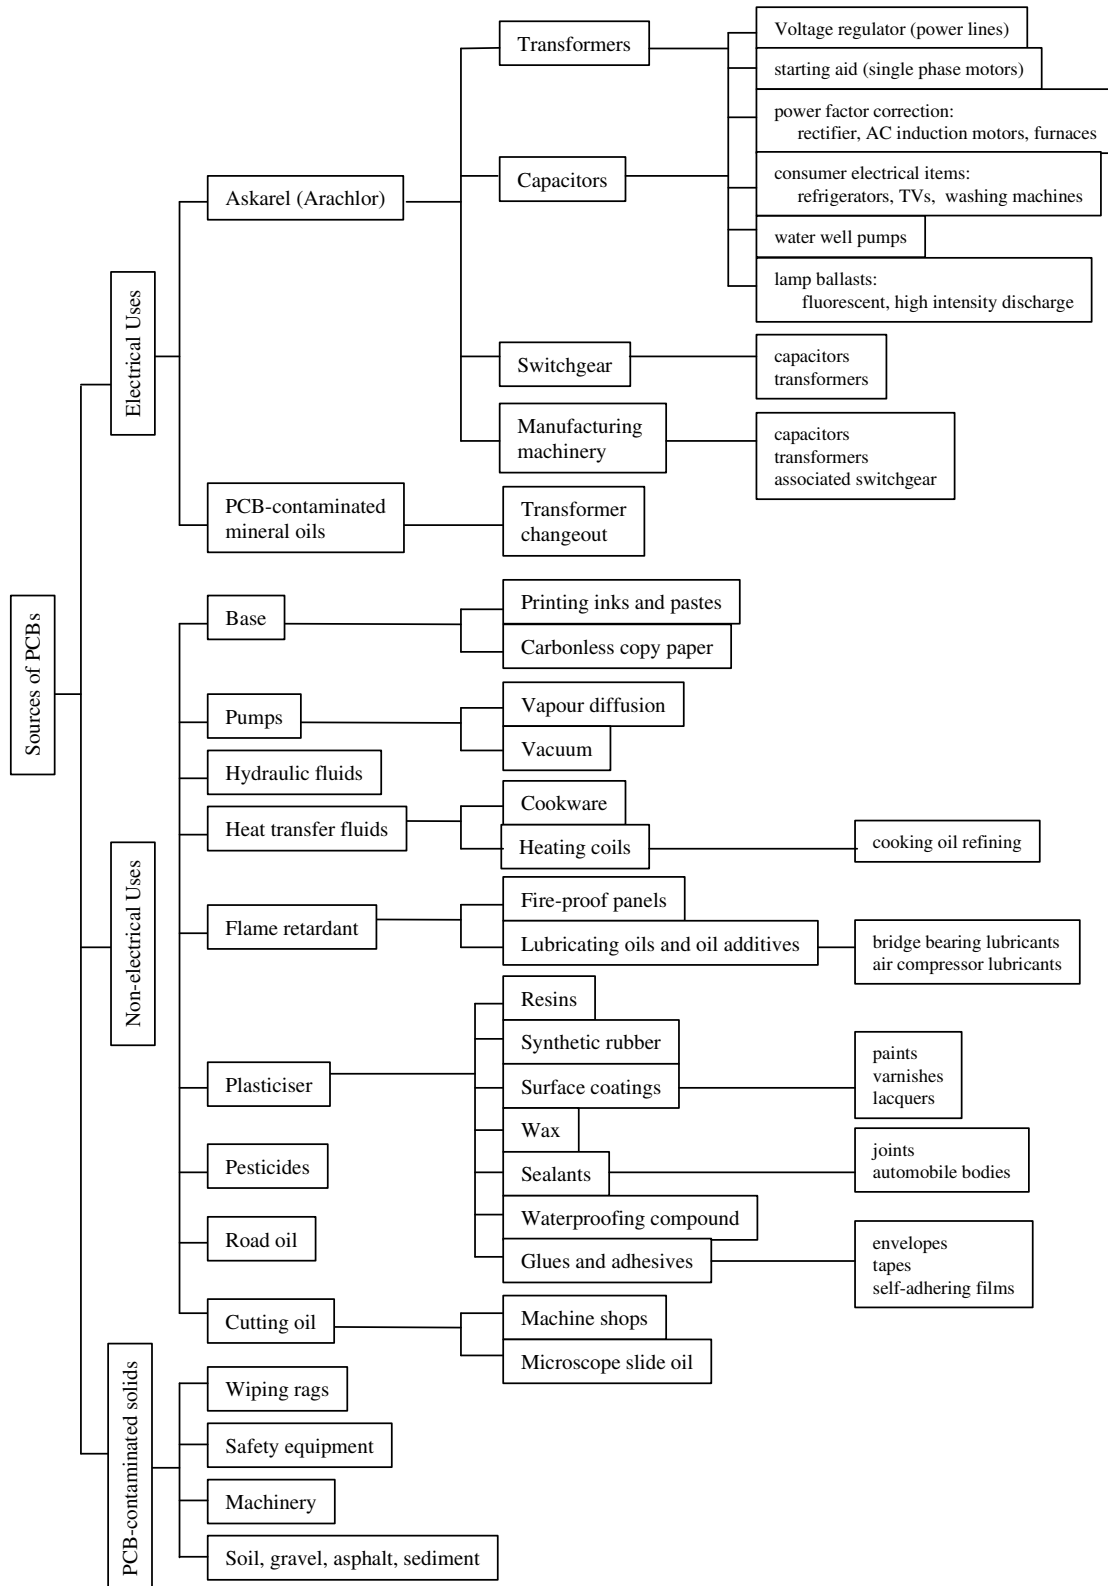 Sources of PCBs
Electrical Uses
Askarel (Arachlor)
Transformers
Voltage regulator (power lines)
starting aid (single phase motors)
power factor correction:
rectifier, AC induction motors, furnaces
Capacitors
consumer electrical items:
refrigerators, TVs, washing machines
water well pumps
lamp ballasts:
fluorescent, high intensity discharge
Switchgear
capacitors
transformers
Manufacturing
machinery
capacitors
transformers
associated switchgear
PCB-contaminated
mineral oils
Transformer
changeout
Non-electrical Uses
Base
Printing inks and pastes
Carbonless copy paper
Pumps
Vapour diffusion
Vacuum
Hydraulic fluids
Heat transfer fluids
Cookware
Heating coils
cooking oil refining
Flame retardant
Fire-proof panels
Lubricating oils and oil additives
bridge bearing lubricants
air compressor lubricants
Plasticiser
Resins
Synthetic rubber
Surface coatings
paints
varnishes
lacquers
Wax
Sealants
joints
automobile bodies
Waterproofing compound
Glues and adhesives
envelopes
tapes
self-adhering films
Pesticides
Road oil
Cutting oil
Machine shops
Microscope slide oil
PCB-contaminated solids
Wiping rags
Safety equipment
Machinery
Soil, gravel, asphalt, sediment